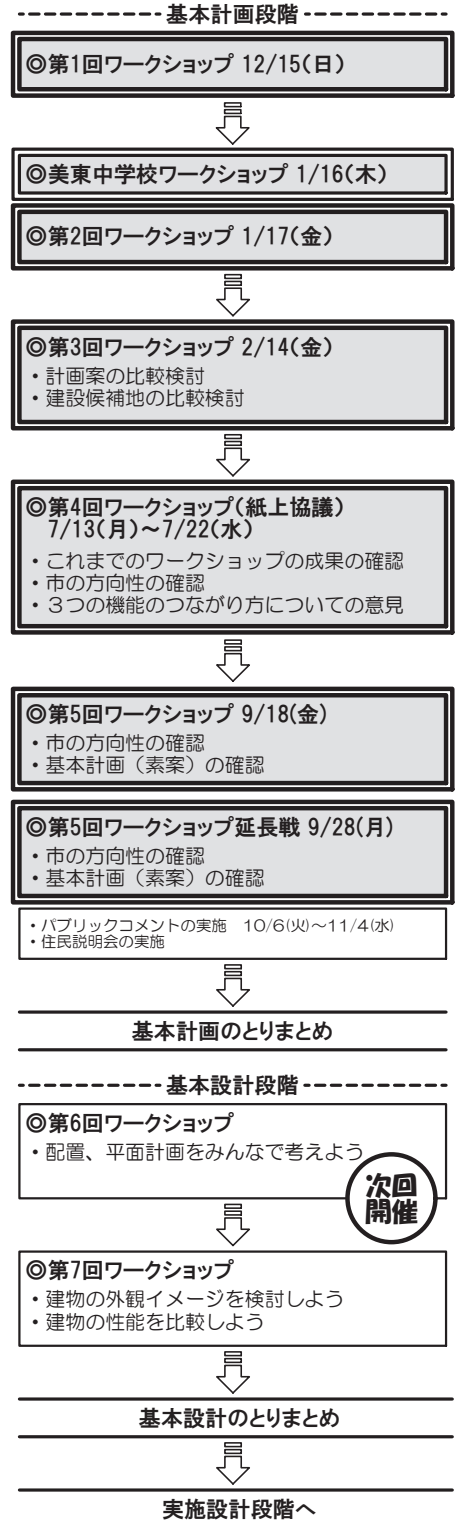 基本計画段階
◎第1回ワークショップ 12/15(日)
◎美東中学校ワークショップ 1/16(木)
◎第2回ワークショップ 1/17(金)
◎第3回ワークショップ 2/14(金)
・計画案の比較検討
・建設候補地の比較検討
◎第4回ワークショップ(紙上協議)
7/13(月)～7/22(水)
・これまでのワークショップの成果の確認
・市の方向性の確認
・３つの機能のつながり方についての意見
◎第5回ワークショップ 9/18(金)
・市の方向性の確認
・基本計画（素案）の確認
◎第5回ワークショップ延長戦 9/28(月)
・市の方向性の確認
・基本計画（素案）の確認
・パブリックコメントの実施　10/6(火)～11/4(水)
・住民説明会の実施
基本計画のとりまとめ
基本設計段階
◎第6回ワークショップ
・配置、平面計画をみんなで考えよう
次回
開催
◎第7回ワークショップ
・建物の外観イメージを検討しよう
・建物の性能を比較しよう
基本設計のとりまとめ
実施設計段階へ